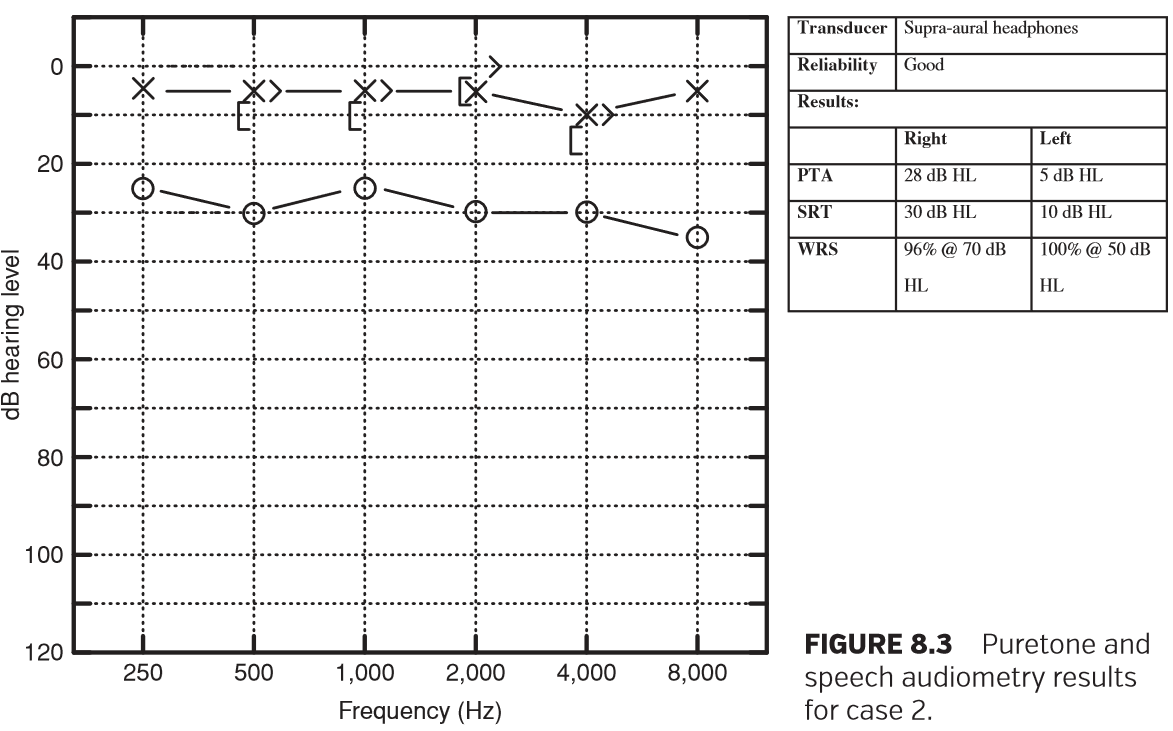 0
20
40
60
80
100
120
dB hearing level
250 500 1,000 2,000 4,000 8,000
Frequency (Hz)
Transducer Supra-aural headphones
Reliability Good
Results:
Right Left
PTA 28 dB HL 5 dB HL
SRT 30 dB HL 10 dB HL
WRS 96% @ 70 dB 100% @ 50 dB
HL HL
FIGURE 8.3 Puretone and
speech audiometry results
for case 2.